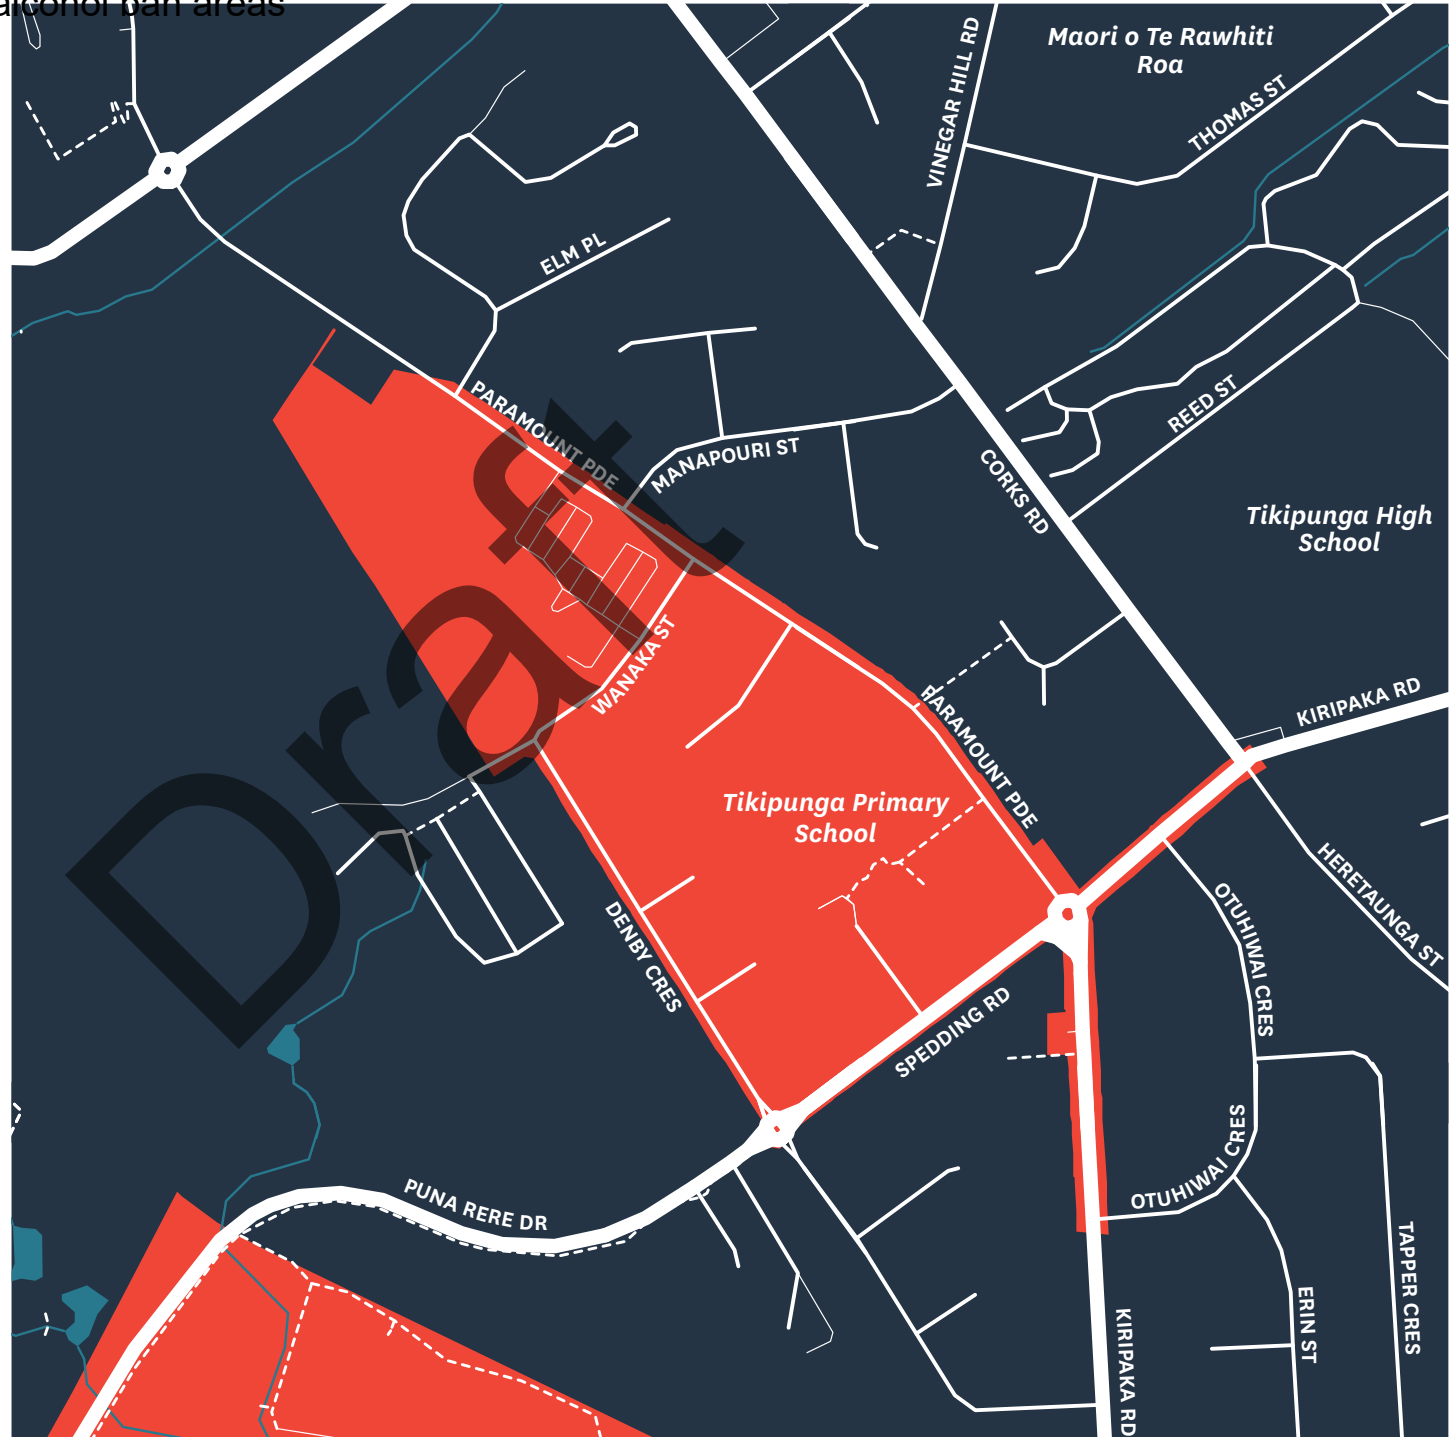 alcohol ban areas
Maori o Te Rawhiti
Roa
VINEGAR HILL RD
THOMAS ST
ELM PL
PARAMOUNT PDE
MANAPOURI ST
REED ST
CORKS RD
Tikipunga High
School
WANAKA ST
PARAMOUNT PDE
KIRIPAKA RD
Tikipunga Primary
School
Draft
HERETAUNGA ST
OTUHIWAI CRES
DENBY CRES
SPEDDING RD
OTUHIWAI CRES
PUNA RERE DR
TAPPER CRES
ERIN ST
KIRIPAKA RD